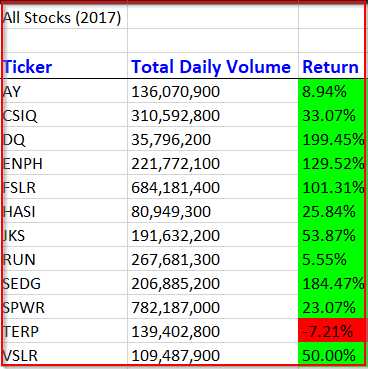 All Stocks (2017)
Ticker Total Daily Volume Return
AY 136,070,900 8.94%
CSIQ 310,592,800 33.07%
DQ 35,796,200 199.45%
ENPH 221,772,100 129.52%
FSLR 684,181,400 101.31%
HASI 80,949,300 25.84%
JKS 191,632,200 53.87%
RUN 267,681,300 5.55%
SEDG 206,885,200 184.47%
SPWR 782,187,000 23.07%
TERP 139,402,800 -7.21%
VSLR 109,487,900 50.00%